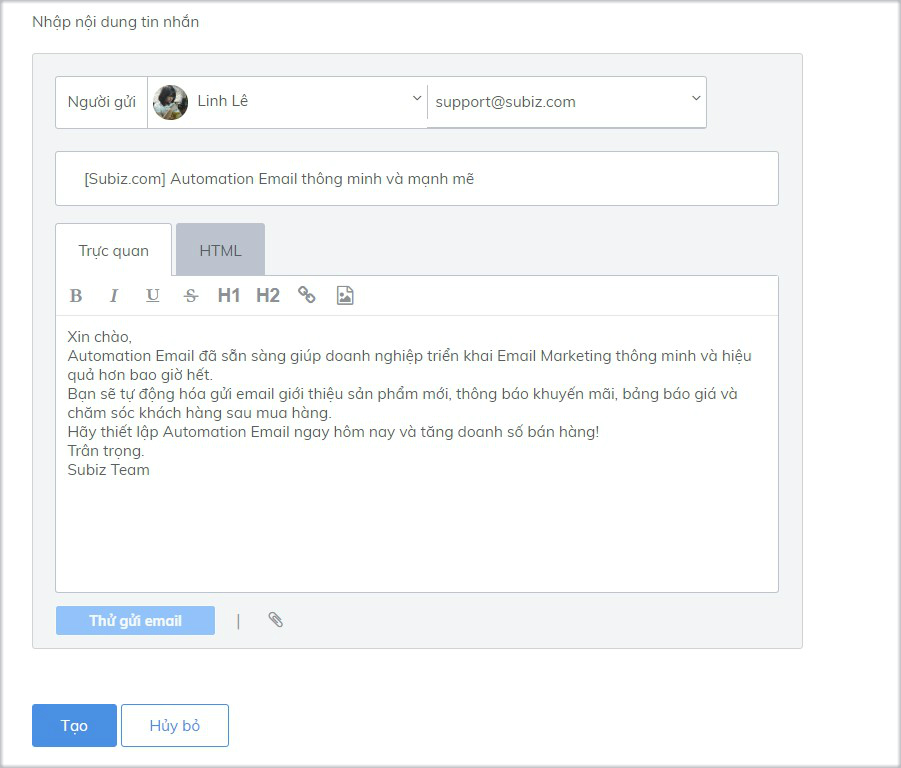 Nhập nội dung tin nhắn
Người gửi Linh Lê support@subiz.com
[Subiz.com] Automation Email thông minh và mạnh mẽ
Trực quan HTML
B I U S H1 H2
Xin chào,
Automation Email đã sẵn sàng giúp doanh nghiệp triển khai Email Marketing thông minh và hiệu
quả hơn bao giờ hết.
Bạn sẽ tự động hóa gửi email giới thiệu sản phẩm mới, thông báo khuyến mãi, bảng báo giá và
chăm sóc khách hàng sau mua hàng.
Hãy thiết lập Automation Email ngay hôm nay và tăng doanh số bán hàng!
Trân trọng.
Subiz Team
Thử gửi email |
Tạo Hủy bỏ